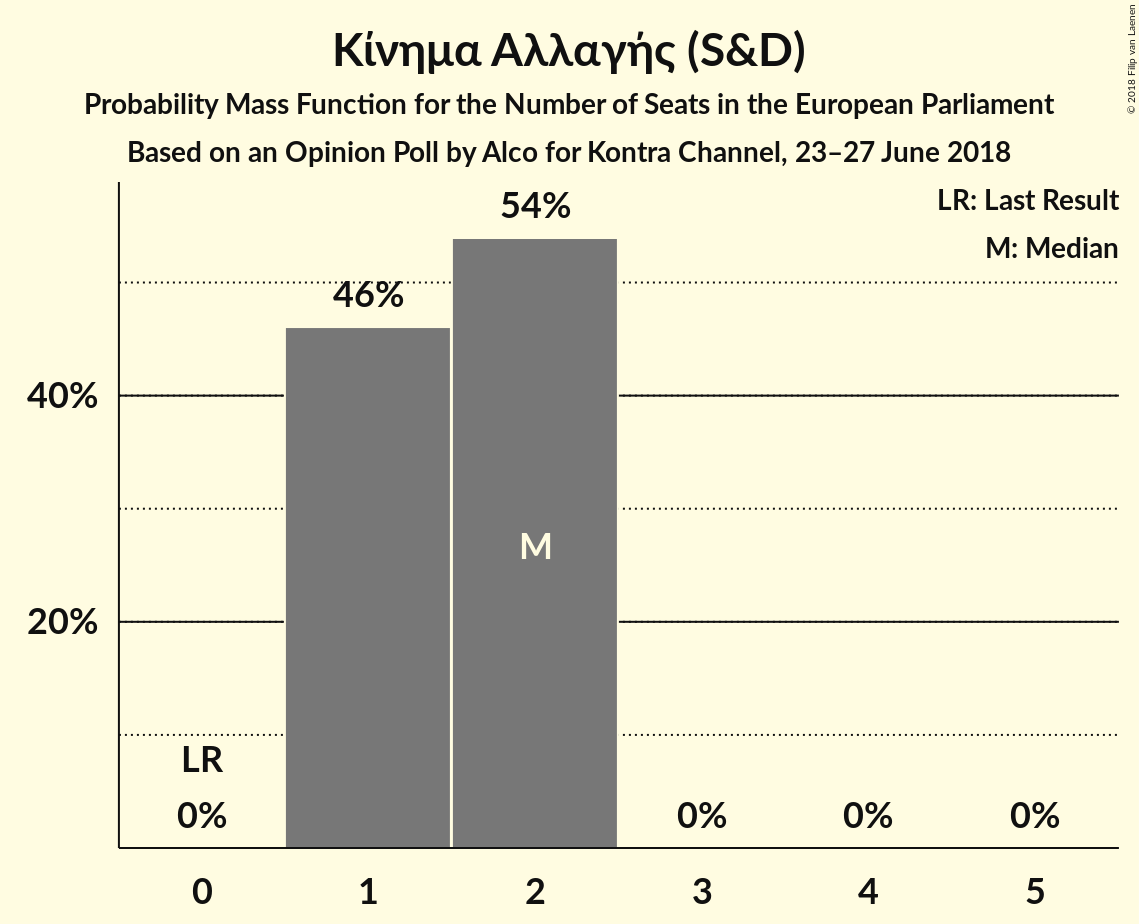 Κίνημα Αλλαγής (S&D)
Probability Mass Function for the Number of Seats in the European Parliament
Based on an Opinion Poll by Alco for Kontra Channel, 23–27 June 2018
© 2018 Filip van Laenen
LR: Last Result
M: Median
54%
46%
40%
M
20%
LR
0%
0%
0%
0%
0
1
2
3
4
5